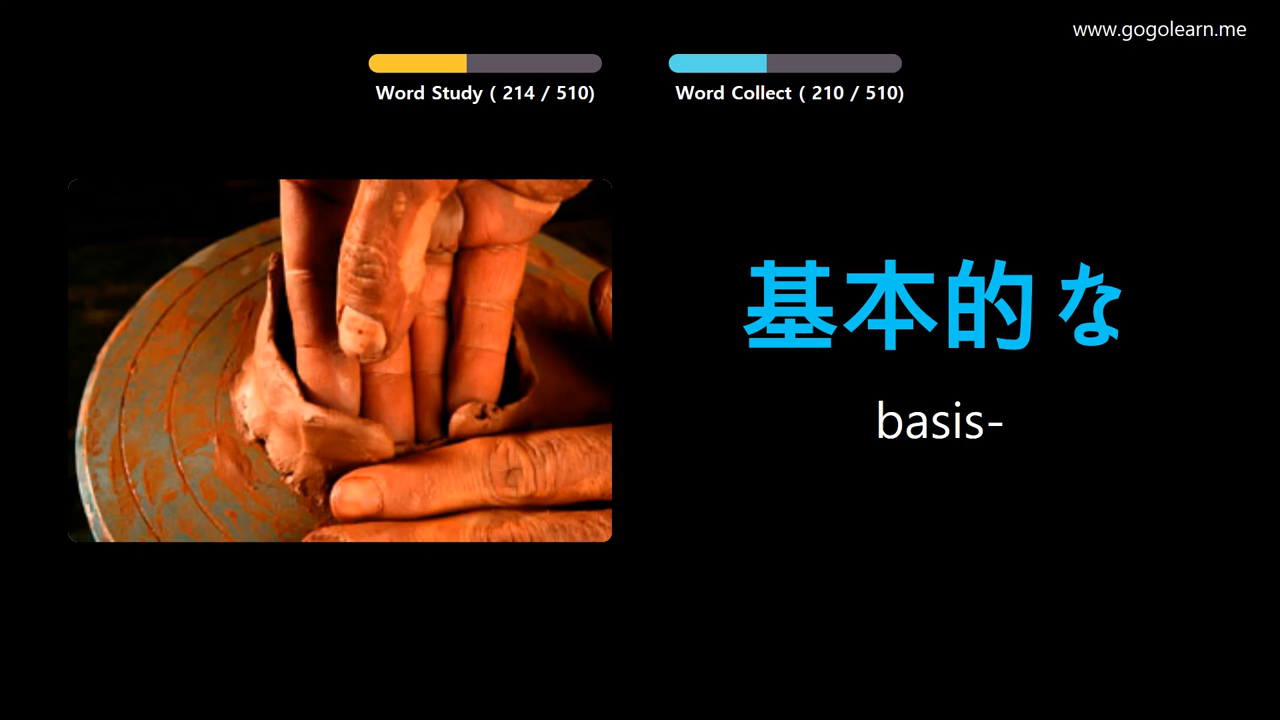 www.gogolearn.me
Word Study ( 214 / 510)
Word Collect ( 210 / 510)
基本的な
basis-